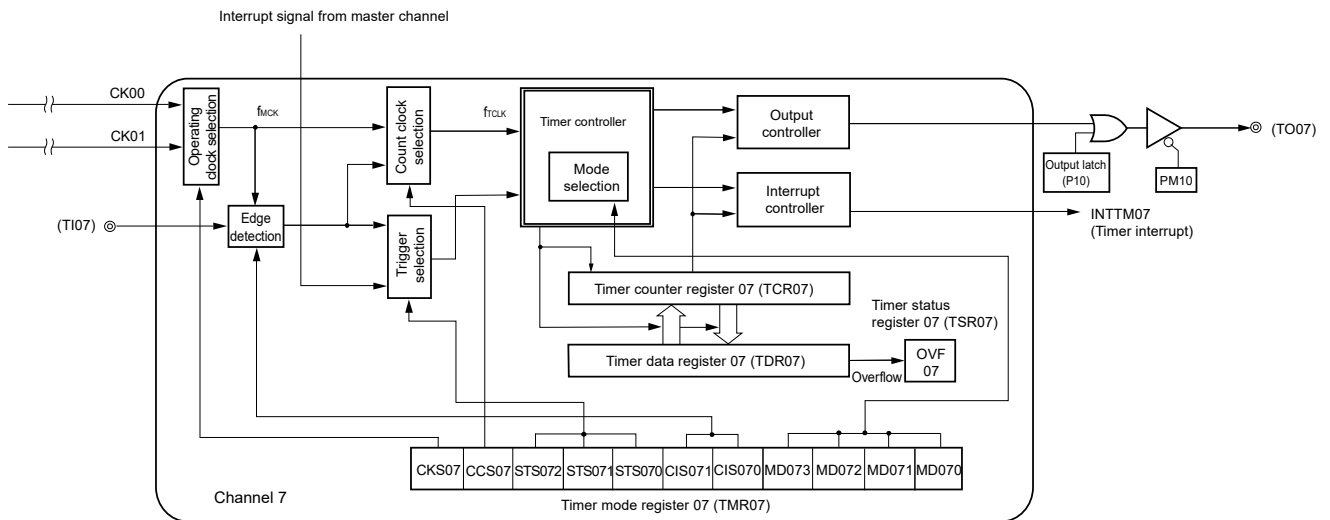 Interrupt signal from master channel
CK00
CK01
Operating
clock selection
fMCK
Count clock
selection
fTCLK
Timer controller
Mode
selection
Output
controller
Interrupt
controller
Output latch
(P10)
PM10
(TO07)
INTTM07
(Timer interrupt)
(TI07)
Edge
detection
Trigger
selection
Timer counter register 07 (TCR07)
Timer status
register 07 (TSR07)
Timer data register 07 (TDR07)
Overflow
OVF
07
CKS07
CCS07
STS072
STS071
STS070
CIS071
CIS070
MD073
MD072
MD071
MD070
Channel 7
Timer mode register 07 (TMR07)